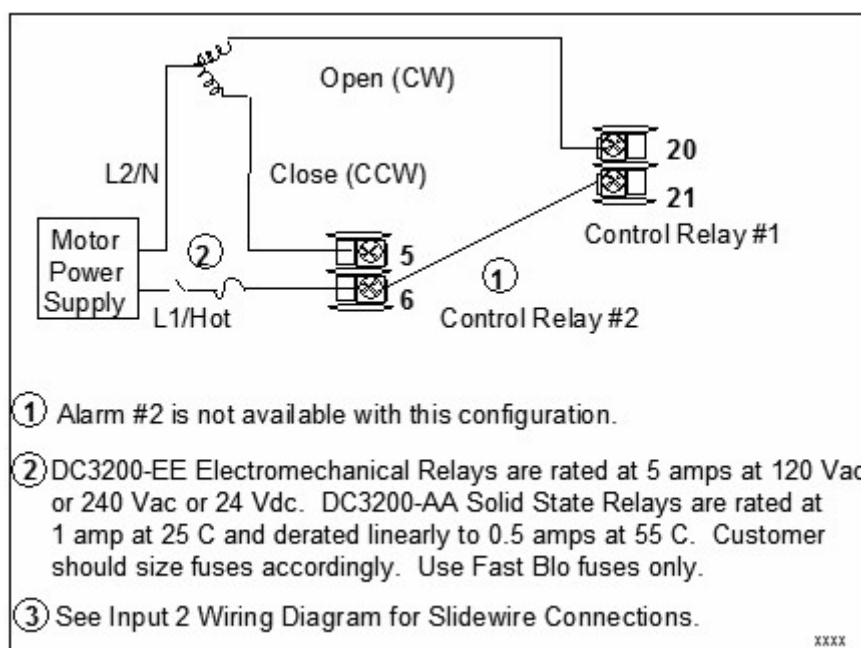 Open (CW)
20
L2/N
Close (CCW)
21
Control Relay #1
Motor
Power
Supply
2
5
1
6
L1/Hot
Control Relay #2
1 Alarm #2 is not available with this configuration.
2 DC3200-EE Electromechanical Relays are rated at 5 amps at 120 Vac
or 240 Vac or 24 Vdc. DC3200-AA Solid State Relays are rated at
1 amp at 25 C and derated linearly to 0.5 amps at 55 C. Customer
should size fuses accordingly. Use Fast Blo fuses only.
3 See Input 2 Wiring Diagram for Slidewire Connections.
xxxx